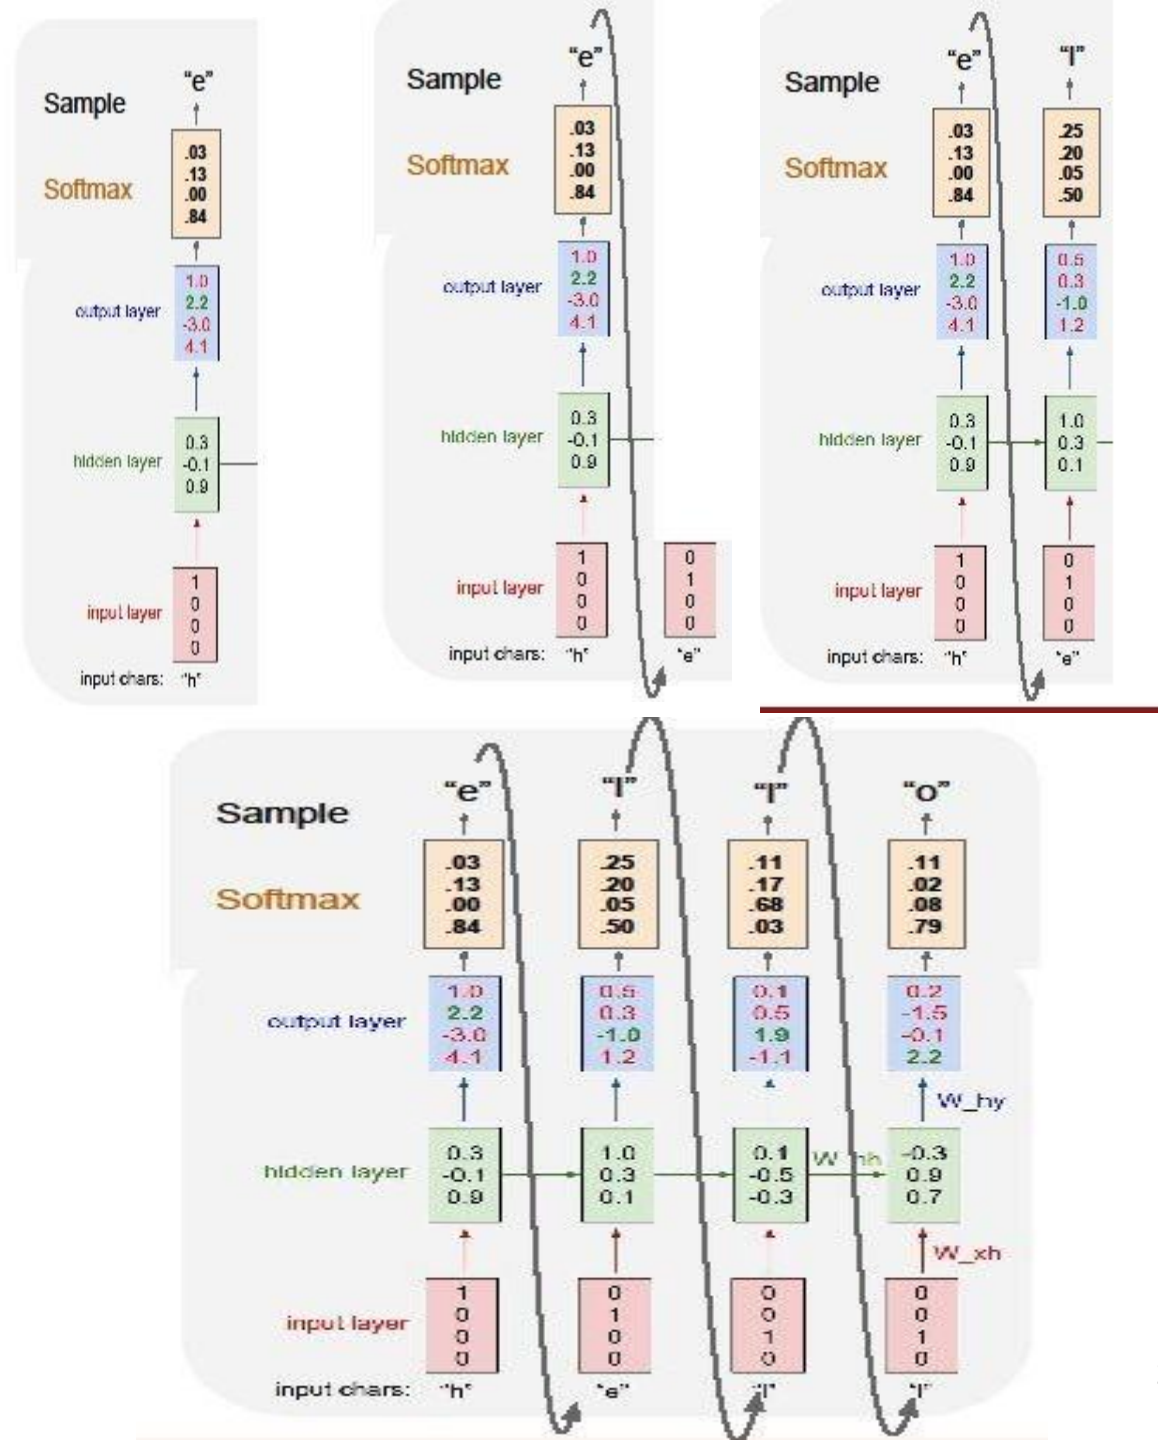 “e”
Sample
.03
.13
.00
.84
Softmax
1.0
2.2
-3.0
4.1
output layer
0.3
-0.1
0.9
hidden layer
1
0
0
0
input layer
input chars: “h”
“e”
Sample
.03
.13
.00
.84
Softmax
1.0
2.2
-3.0
4.1
output layer
0.3
-0.1
0.9
hidden layer
1 0
0 1
0 0
0 0
input layer
input chars: “h” “e”
“e” “l”
Sample
.03 .25
.13 .20
.00 .05
.84 .50
Softmax
1.0 0.5
2.2 0.3
-3.0 -1.0
4.1 1.2
output layer
0.3 1.0
-0.1 0.3
0.9 0.1
hidden layer
1 0
0 1
0 0
0 0
input layer
input chars: “h” “e”
“e” “l” “l” “o”
Sample
.03 .25 .11 .11
.13 .20 .17 .02
.00 .05 .68 .08
.84 .50 .03 .79
Softmax
1.0 0.5 0.1 0.2
2.2 0.3 0.5 -1.5
-3.0 -1.0 1.9 -0.1
4.1 1.2 -1.1 2.2
output layer
W_hy
0.3 1.0 0.1 -0.3
-0.1 0.3 -0.5 0.9
0.9 0.1 -0.3 0.7
hidden layer
W_hh
W_xh
1 0 0 0
0 1 0 0
0 0 1 1
0 0 0 0
input layer
input chars: “h” “e” “l” “l”